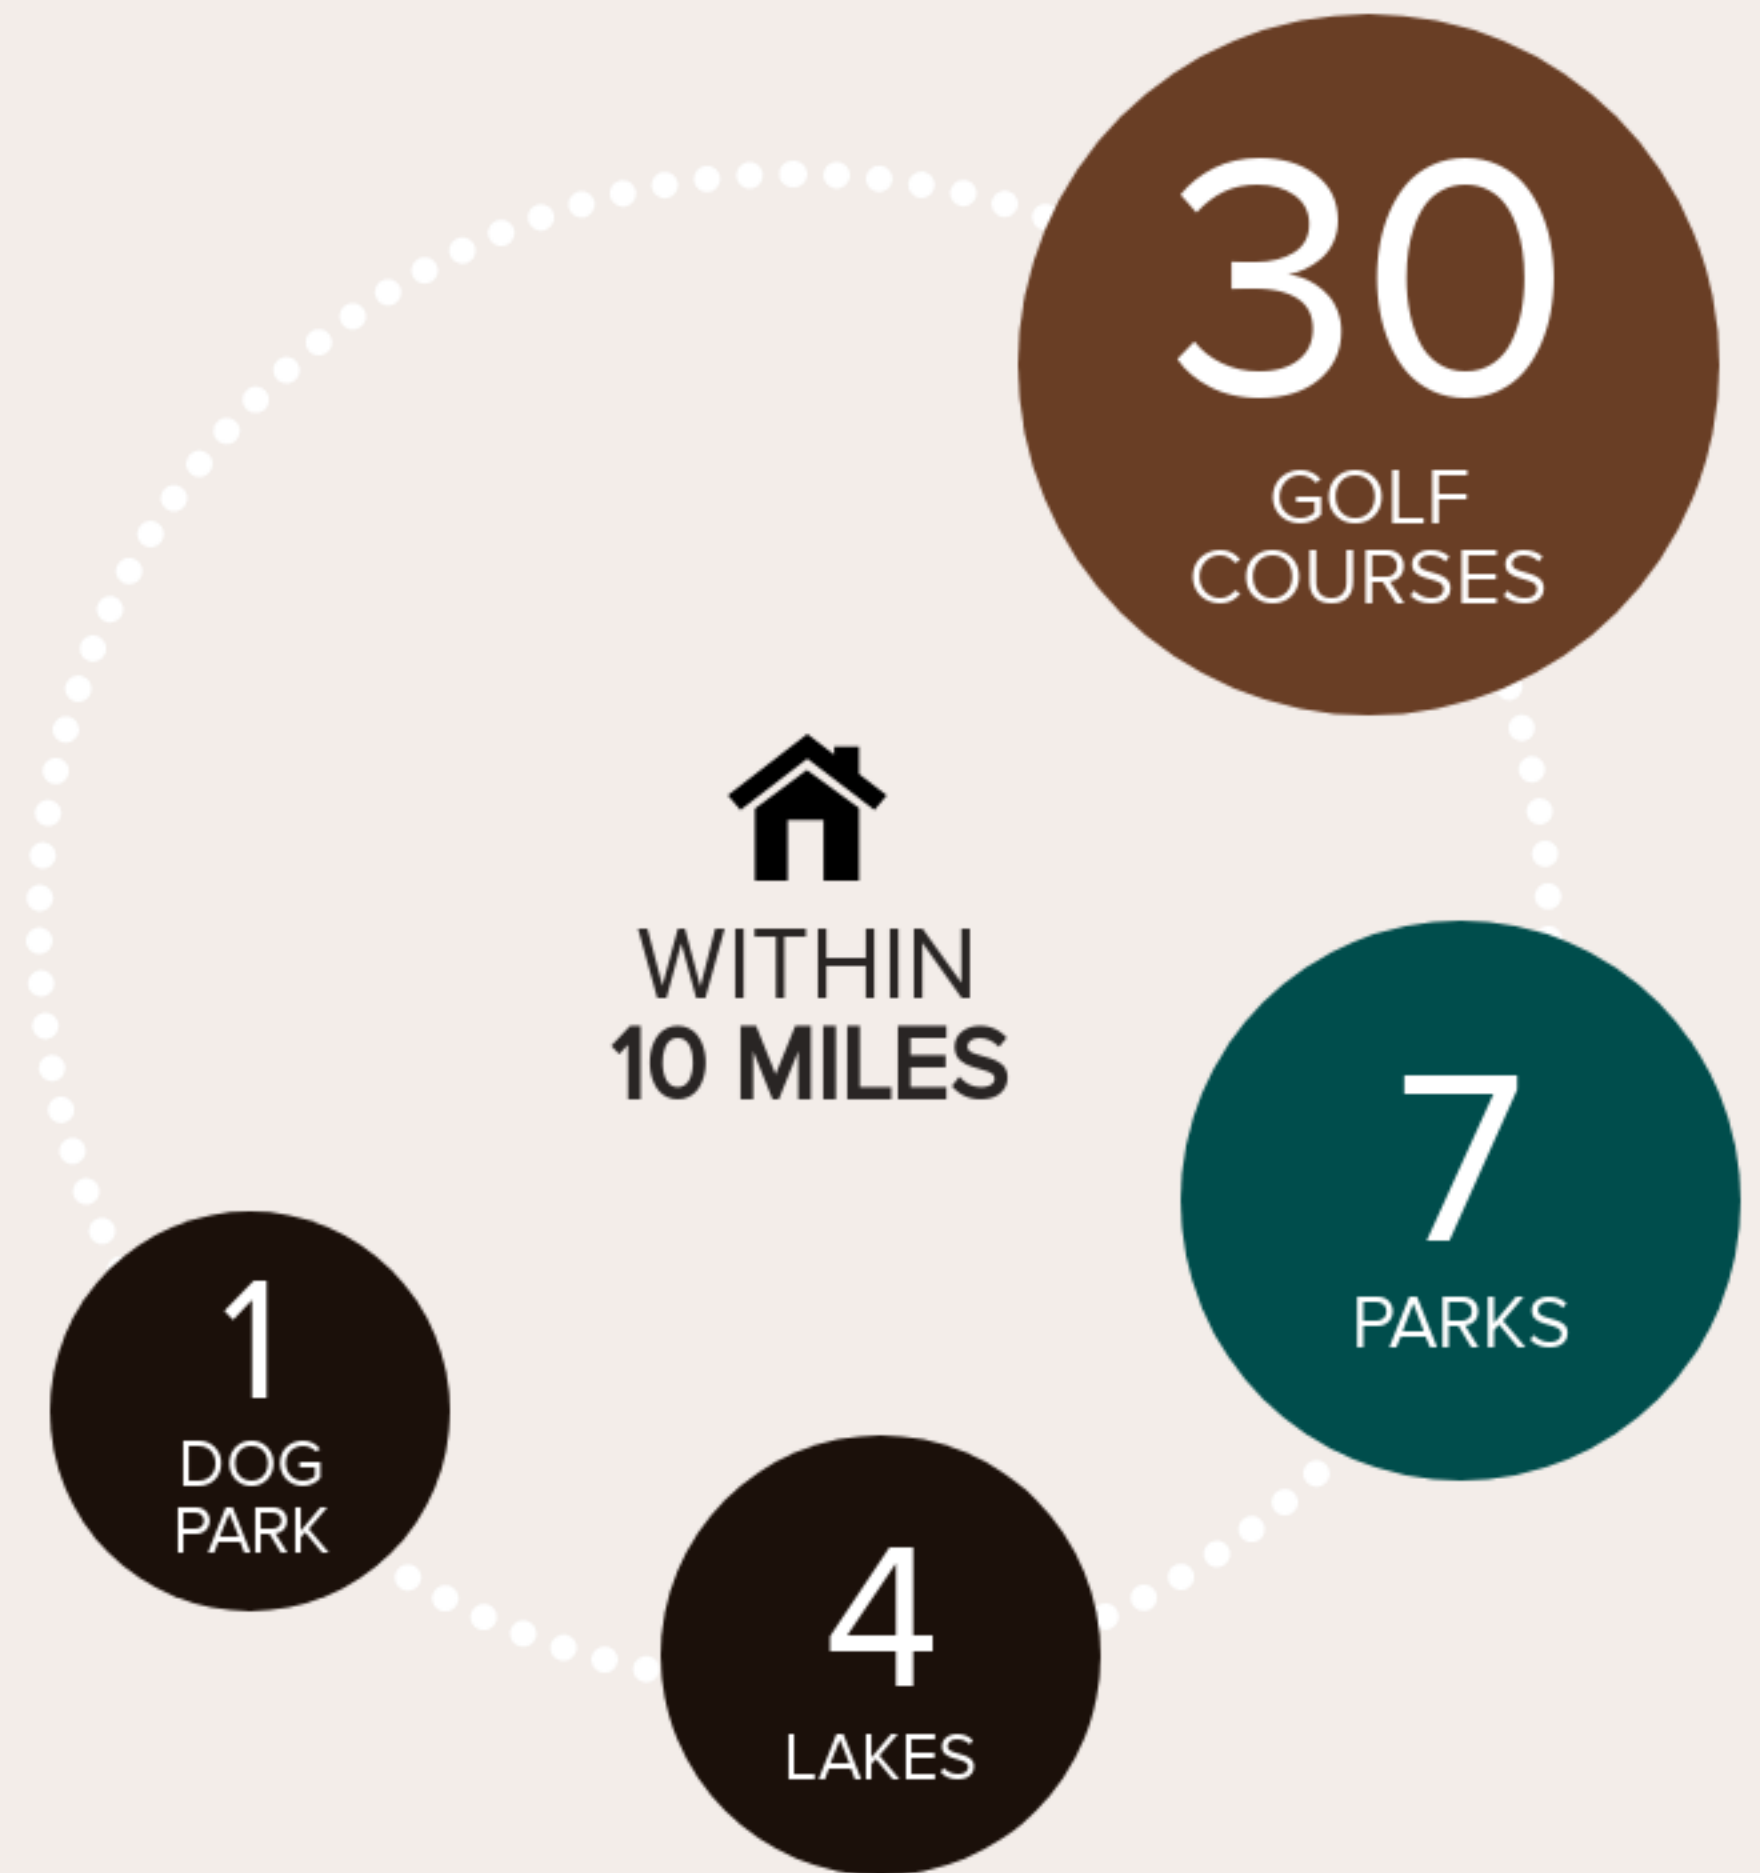 30
GOLF
COURSES
WITHIN
10 MILES
7
PARKS
1
DOG
PARK
4
LAKES